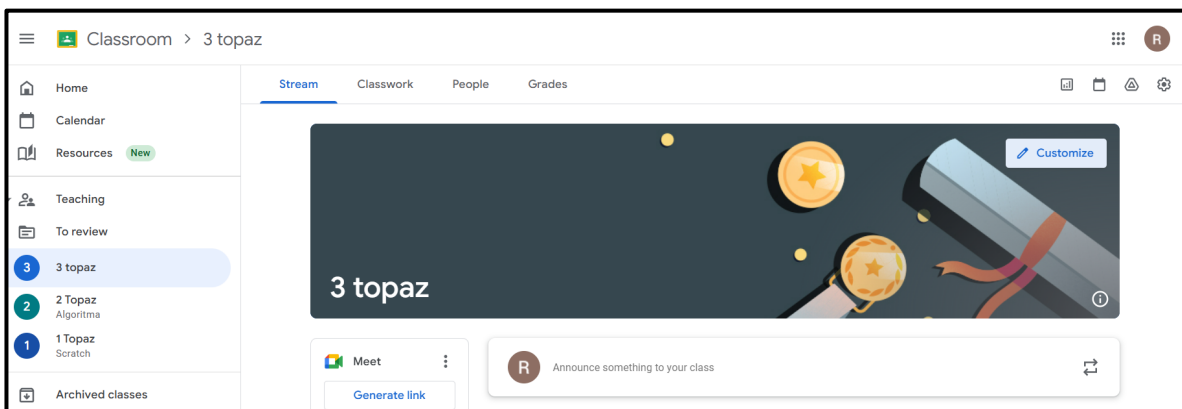 Classroom > 3 topaz
R
Home
Calendar
Resources New
Teaching
To review
3 3 topaz
2 2 Topaz
Algoritma
1 1 Topaz
Scratch
Archived classes
Stream Classwork People Grades
Customize
3 topaz
Meet
Generate link
R Announce something to your class